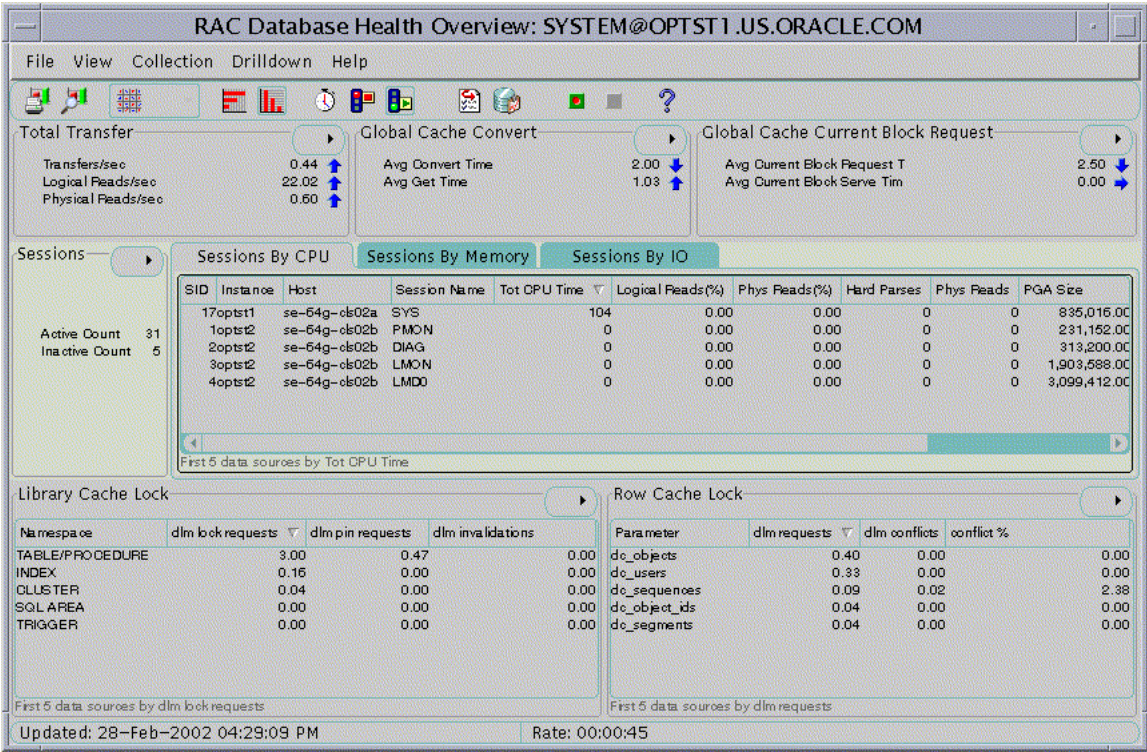 RAC Database Health Overview: SYSTEM@OPTST1.US.ORACLE.COM
File View Collection Drilldown Help
Total Transfer
Transfers/sec 0.44
Logical Reads/sec 22.02
Physical Reads/sec 0.60
Global Cache Convert
Avg Convert Time 2.00
Avg Get Time 1.03
Global Cache Current Block Request
Avg Current Block Request T 2.50
Avg Current Block Serve Tim 0.00
Sessions
Active Count 31
Inactive Count 5
Sessions By CPU Sessions By Memory Sessions By IO
SID Instance Host Session Name Tot CPU Time Logical Reads(%) Phys Reads(%) Hard Parses Phys Reads PGA Size
17 optst1 se-64g-cls02a SYS 104 0.00 0.00 0 0 835,016.00
1 optst2 se-64g-cls02b PMON 0 0.00 0.00 0 0 231,152.00
2 optst2 se-64g-cls02b DIAG 0 0.00 0.00 0 0 313,200.00
3 optst2 se-64g-cls02b LMON 0 0.00 0.00 0 0 1,903,588.00
4 optst2 se-64g-cls02b LMD0 0 0.00 0.00 0 0 3,099,412.00
First 5 data sources by Tot CPU Time
Library Cache Lock
Namespace dlm lock requests dlm pin requests dlm invalidations
TABLE/PROCEDURE 3.00 0.47 0.00
INDEX 0.16 0.00 0.00
CLUSTER 0.04 0.00 0.00
SQL AREA 0.00 0.00 0.00
TRIGGER 0.00 0.00 0.00
First 5 data sources by dlm lock requests
Row Cache Lock
Parameter dlm requests dlm conflicts conflict %
dc_objects 0.40 0.00 0.00
dc_users 0.33 0.00 0.00
dc_sequences 0.09 0.02 2.38
dc_object_ids 0.04 0.00 0.00
dc_segments 0.04 0.00 0.00
First 5 data sources by dlm requests
Updated: 28-Feb-2002 04:29:09 PM Rate: 00:00:45